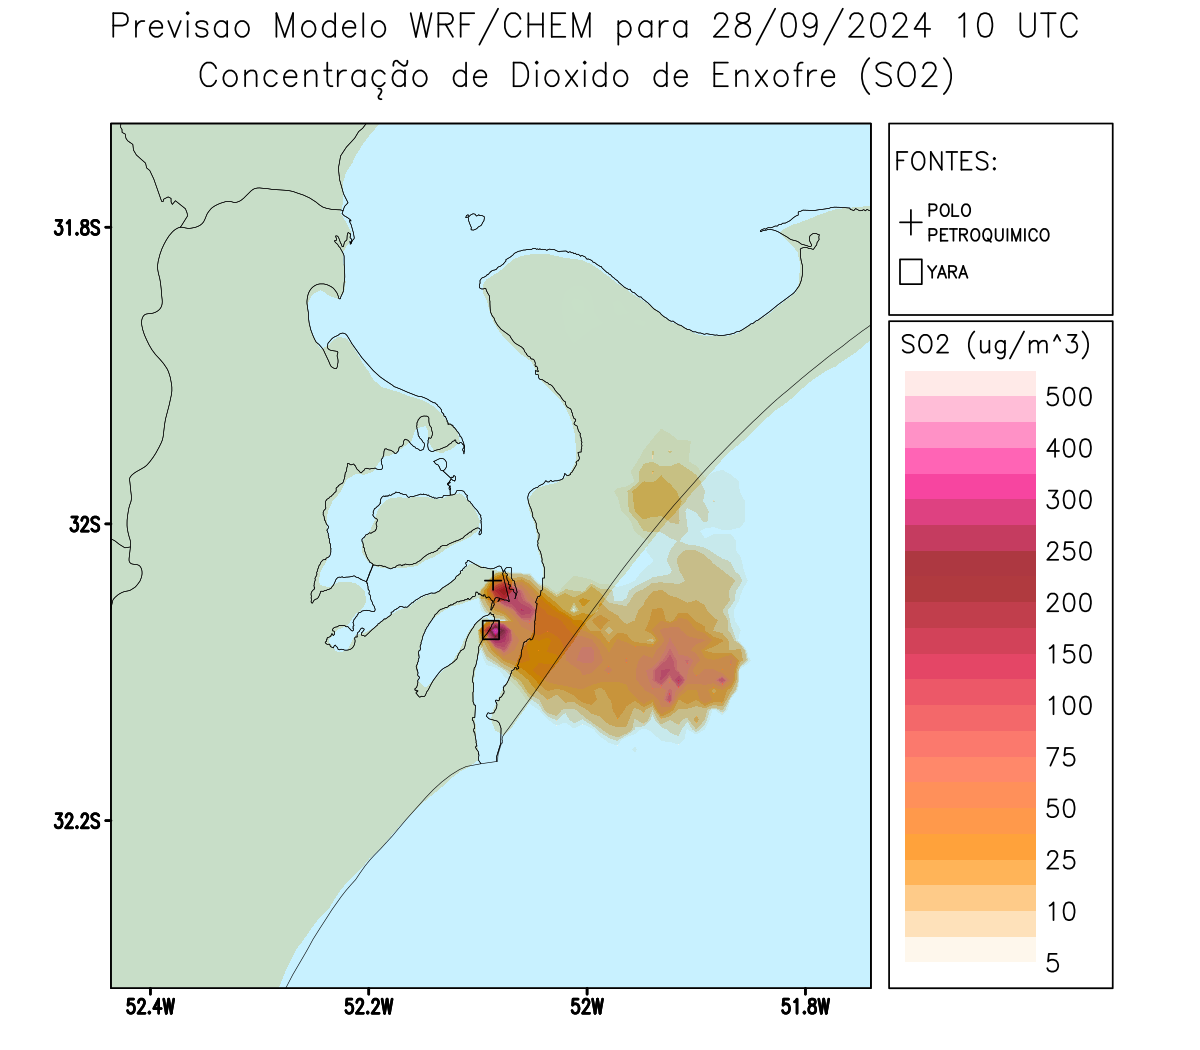 Previsao Modelo WRF/CHEM para 28/09/2024 10 UTC
Concentração de Dioxido de Enxofre (SO2)
FONTES:
POLO
PETROQUIMICO
YARA
SO2 (ug/m^3)
500
400
300
250
200
150
100
75
50
25
10
5
31.8S
32S
32.2S
52.4W
52.2W
52W
51.8W